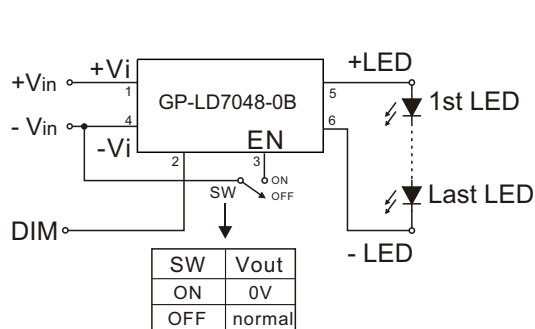 +Vin
+Vi
1
GP-LD7048-0B
+LED
5
1st LED
- Vin
4
-Vi
2
EN
3
6
ON
OFF
SW
Last LED
DIM
- LED
SW Vout
ON 0V
OFF normal